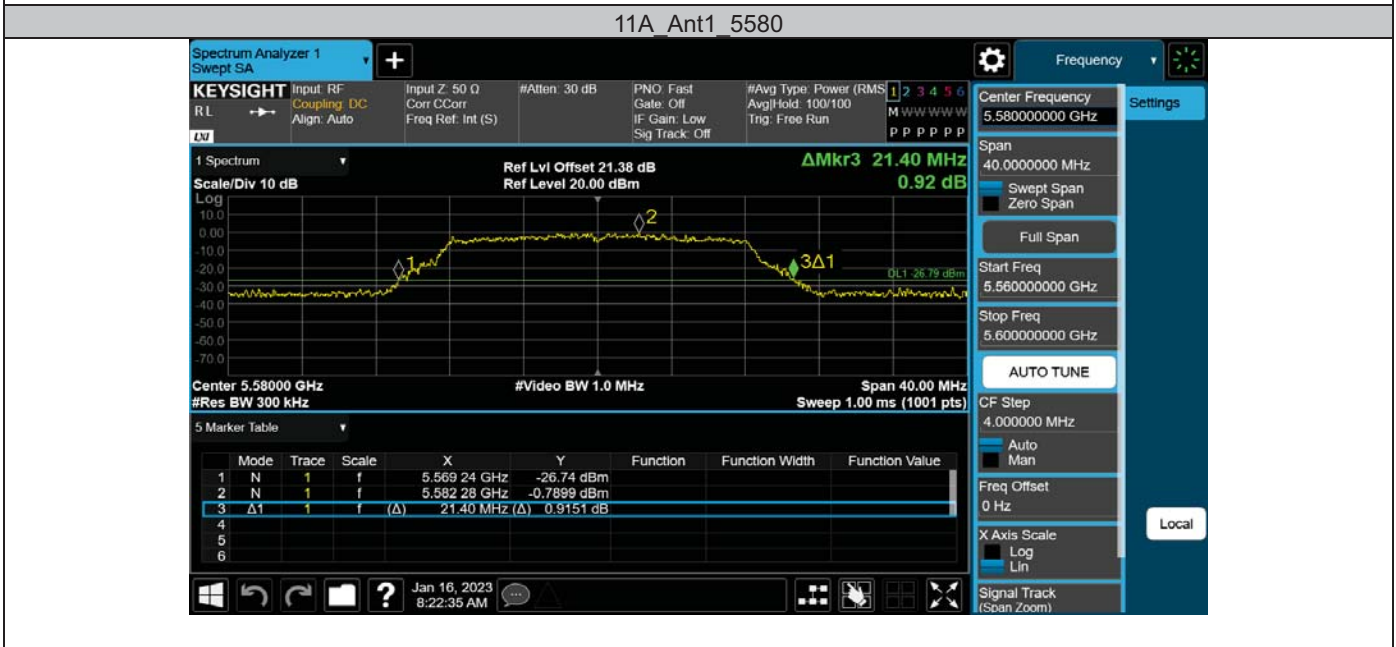 11A_Ant1_5580
Spectrum Analyzer 1
Swept SA
Frequency
KEYSIGHT
RL
LXI
Input: RF
Coupling: DC
Align: Auto
Input Z: 50 Ω
Corr CCorr
Freq Ref: Int (S)
#Atten: 30 dB
PNO: Fast
Gate: Off
IF Gain: Low
Sig Track: Off
#Avg Type: Power (RMS
Avg|Hold: 100/100
Trig: Free Run
1 2 3 4 5 6
M W W W W W
P P P P P P
Center Frequency
5.580000000 GHz
Settings
Span
40.0000000 MHz
Swept Span
Zero Span
Full Span
Start Freq
5.560000000 GHz
Stop Freq
5.600000000 GHz
AUTO TUNE
CF Step
4.000000 MHz
Auto
Man
Freq Offset
0 Hz
X Axis Scale
Log
Lin
Signal Track
(Span Zoom)
Local
1 Spectrum
Scale/Div 10 dB
Ref Lvl Offset 21.38 dB
Ref Level 20.00 dBm
ΔMkr3 21.40 MHz
0.92 dB
Log
10.0
0.00
-10.0
-20.0
-30.0
-40.0
-50.0
-60.0
-70.0
1
2
3Δ1
DL1 -26.79 dBm
Center 5.58000 GHz
#Video BW 1.0 MHz
Span 40.00 MHz
#Res BW 300 kHz
Sweep 1.00 ms (1001 pts)
5 Marker Table
Mode Trace Scale X Y Function Function Width Function Value
1 N 1 f 5.569 24 GHz -26.74 dBm
2 N 1 f 5.582 28 GHz -0.7899 dBm
3 Δ1 1 f (Δ) 21.40 MHz (Δ) 0.9151 dB
4
5
6
?
Jan 16, 2023
8:22:35 AM